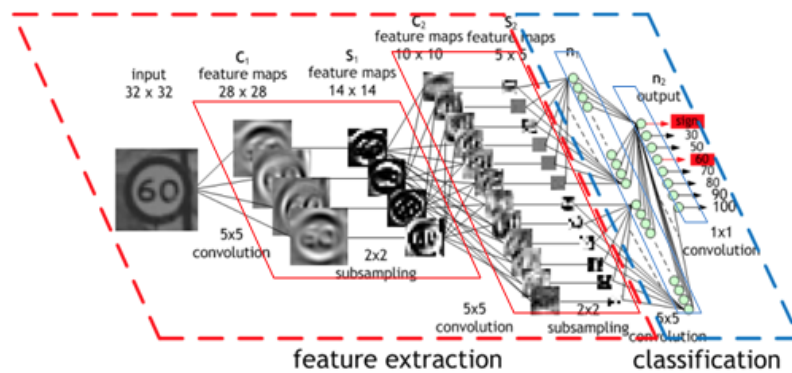 input
32 x 32
C1
feature maps
28 x 28
S1
feature maps
14 x 14
C2
feature maps
10 x 10
S2
feature maps
5 x 5
n1
n2
output
60
sign
30
50
60
70
80
90
100
5x5
convolution
2x2
subsampling
5x5
convolution
2x2
subsampling
convolution
1x1
convolution
feature extraction
classification